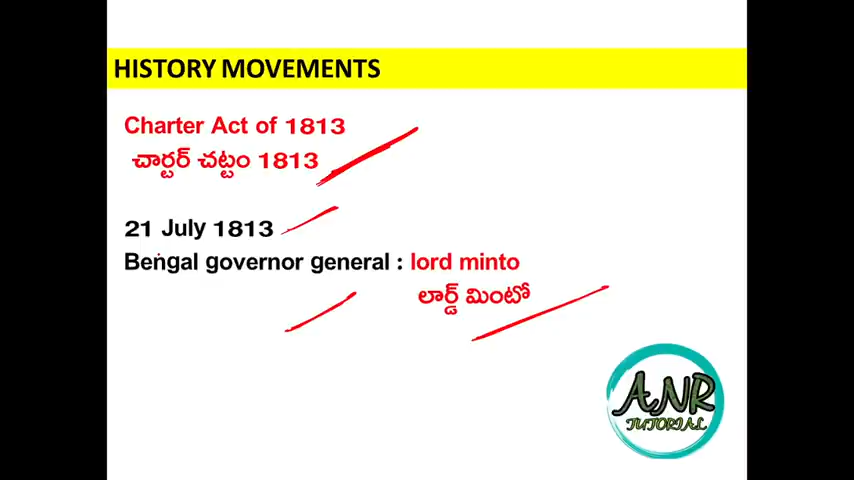 HISTORY MOVEMENTS
Charter Act of 1813
చార్టర్ చట్టం 1813
21 July 1813
Bengal governor general : lord minto
లార్డ్ మింటో
ANR
TUTORIAL